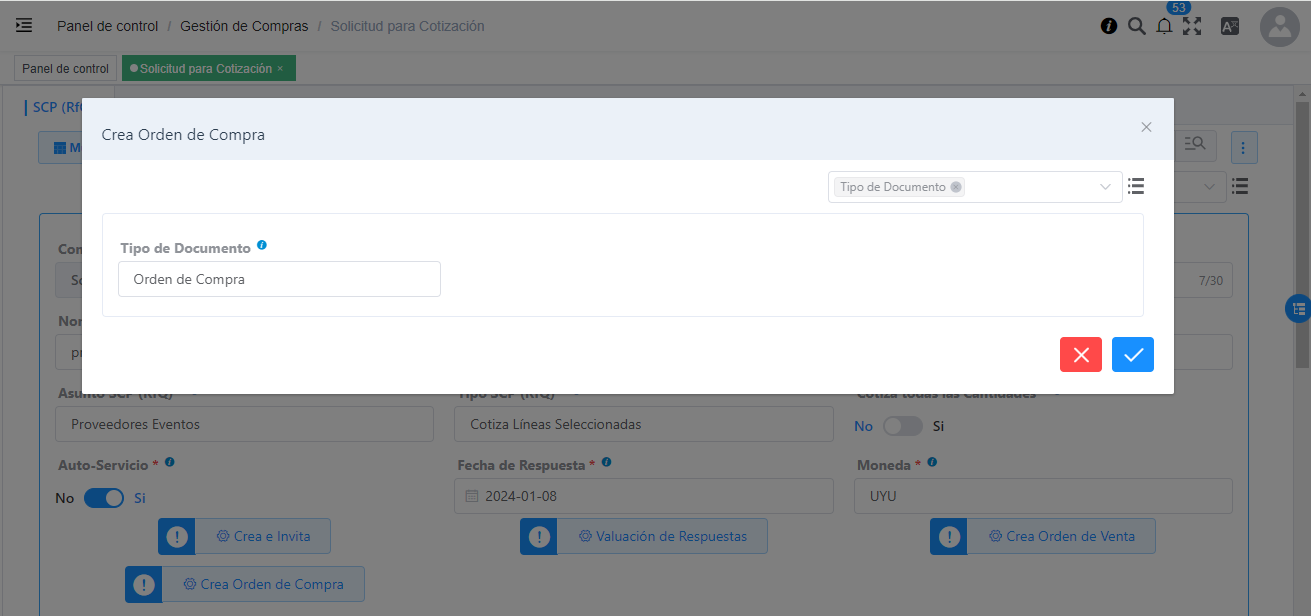 53
Panel de control / Gestión de Compras / Solicitud para Cotización
Panel de control
Solicitud para Cotización ×
SCP (Rf
Crea Orden de Compra
M
Tipo de Documento
Tipo de Documento
Orden de Compra
Con
7/30
Nor
Asunto SCP (RfQ)
Tipo SCP (RfQ)
Cotiza todas las Cantidades
Proveedores Eventos
Cotiza Líneas Seleccionadas
No Si
Auto-Servicio *
Fecha de Respuesta *
Moneda *
No Si
2024-01-08
UYU
Crea e Invita
Valuación de Respuestas
Crea Orden de Venta
Crea Orden de Compra